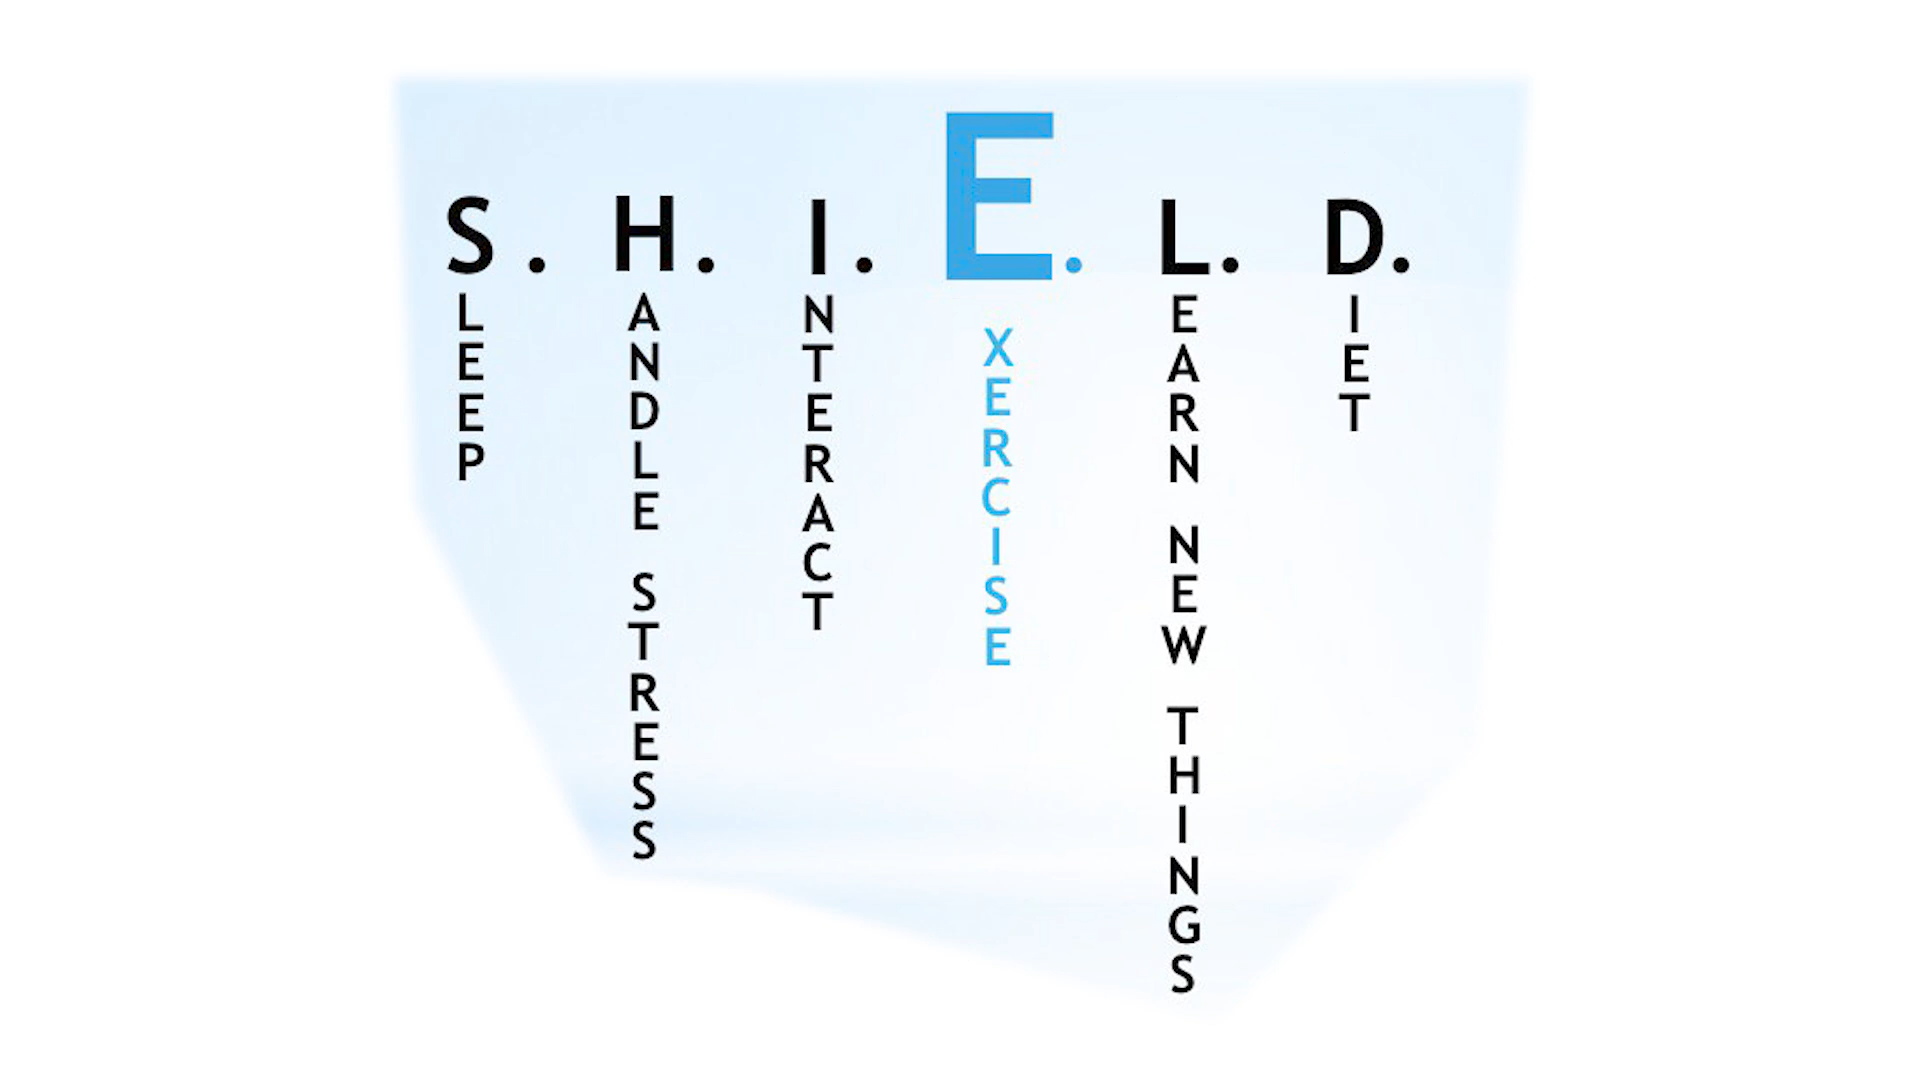 S. H. I. E. L. D.
SLEEP
HANDLE STRESS
INTERACT
EXERCISE
LEARN NEW THINGS
DIET